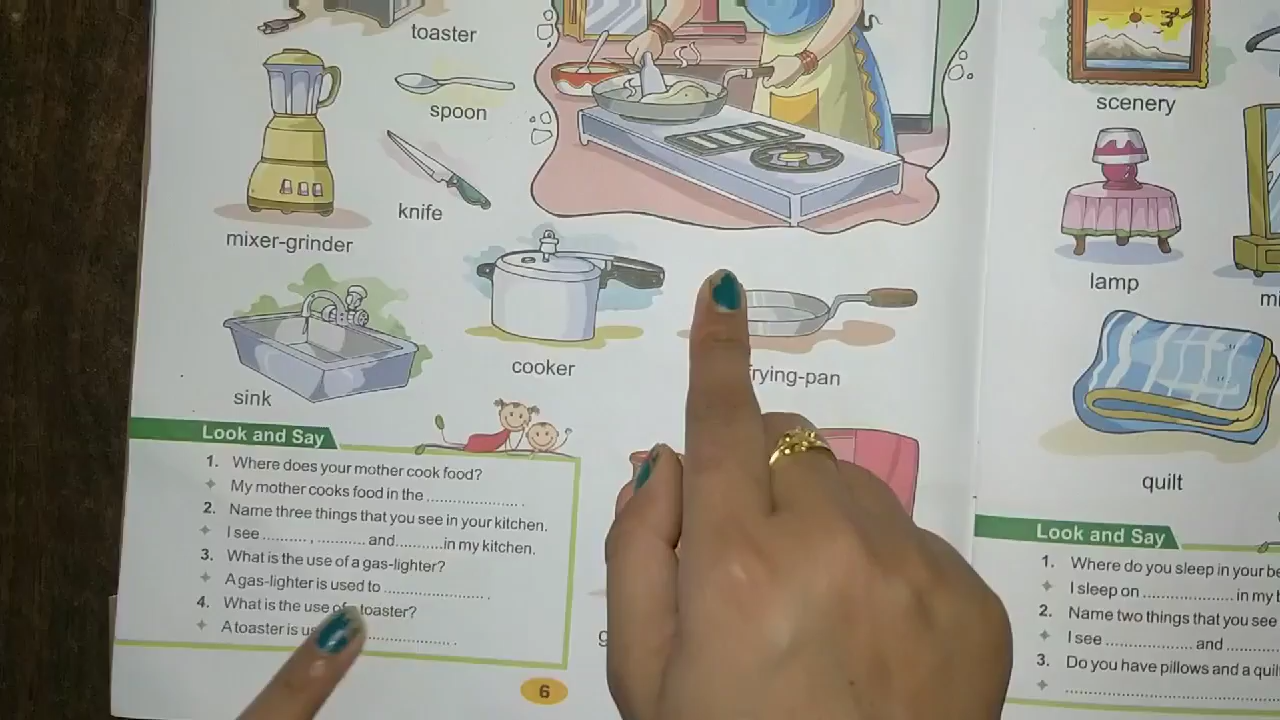 toaster
spoon
knife
mixer-grinder
cooker
frying-pan
sink
Look and Say
1. Where does your mother cook food?
My mother cooks food in the ....................
2. Name three things that you see in your kitchen.
I see .........., .......... and .......... in my kitchen.
3. What is the use of a gas-lighter?
A gas-lighter is used to ....................
4. What is the use of a toaster?
A toaster is ....................
6
scenery
lamp
quilt
Look and Say
1. Where do you sleep in your
I sleep on .................... in my
2. Name two things that you see
I see .................... and
3. Do you have pillows and a